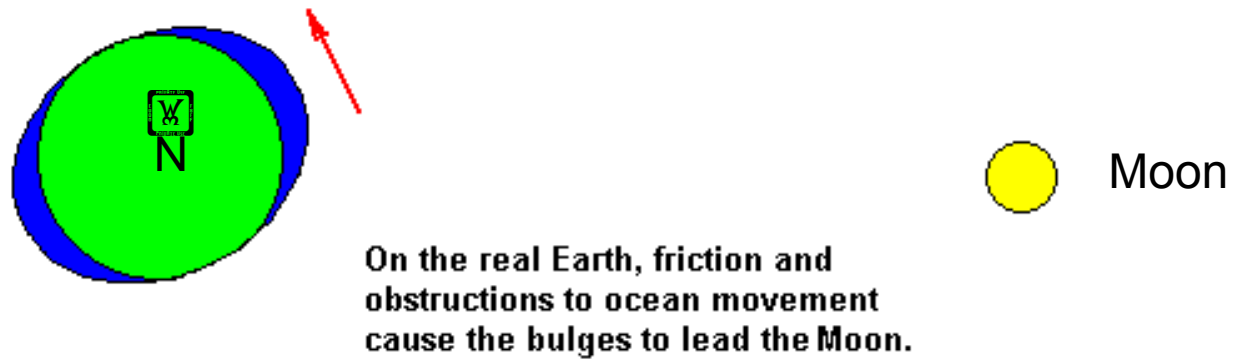 N
Moon
On the real Earth, friction and
obstructions to ocean movement
cause the bulges to lead the Moon.